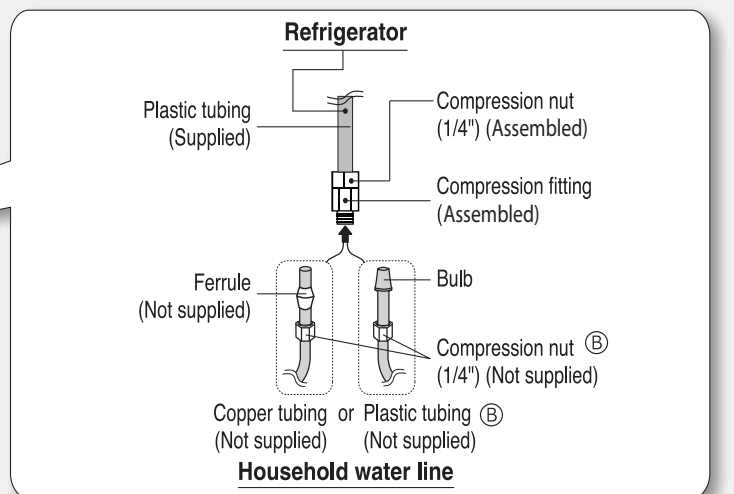 Refrigerator
Plastic tubing
(Supplied)
Compression nut
(1/4") (Assembled)
Compression fitting
(Assembled)
Ferrule
(Not supplied)
Bulb
Compression nut Ⓑ
(1/4") (Not supplied)
Copper tubing or Plastic tubing Ⓑ
(Not supplied) (Not supplied)
Household water line